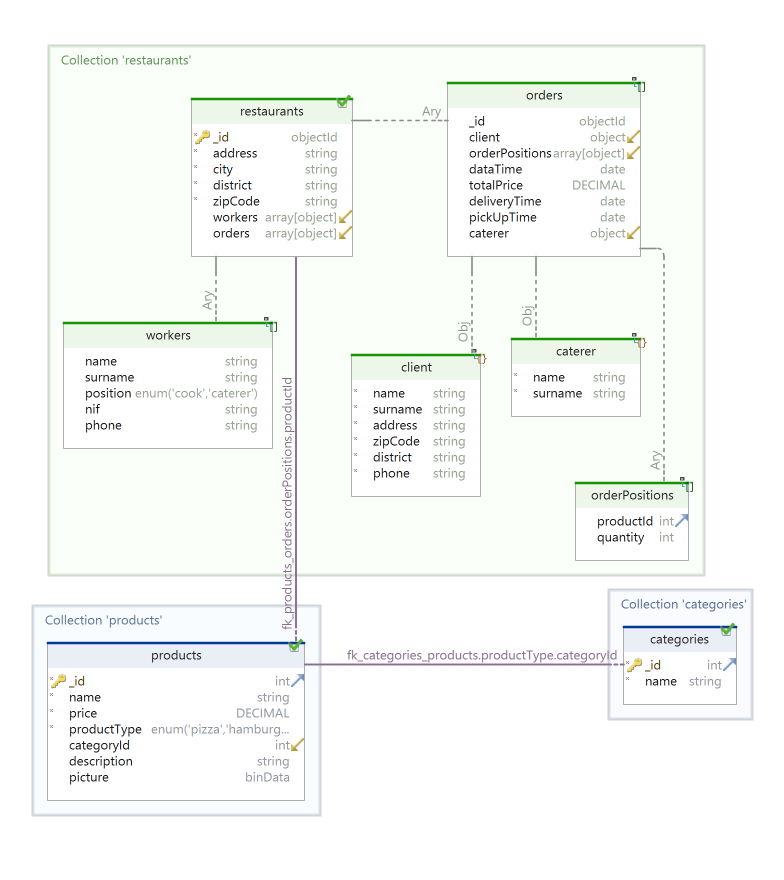 Collection 'restaurants'
restaurants
_id objectId
address string
city string
district string
zipCode string
workers array[object]
orders array[object]
Ary
orders
_id objectId
client object
orderPositions array[object]
dataTime date
totalPrice DECIMAL
deliveryTime date
pickUpTime date
caterer object
Ary
Obj
Obj
Ary
workers
name string
surname string
position enum('cook','caterer')
nif string
phone string
client
name string
surname string
address string
zipCode string
district string
phone string
caterer
name string
surname string
orderPositions
productId int
quantity int
fk_products_orders.orderPositions.productId
Collection 'products'
products
_id int
name string
price DECIMAL
productType enum('pizza','hamburg...
categoryId int
description string
picture binData
fk_categories_products.productType.categoryId
Collection 'categories'
categories
_id int
name string